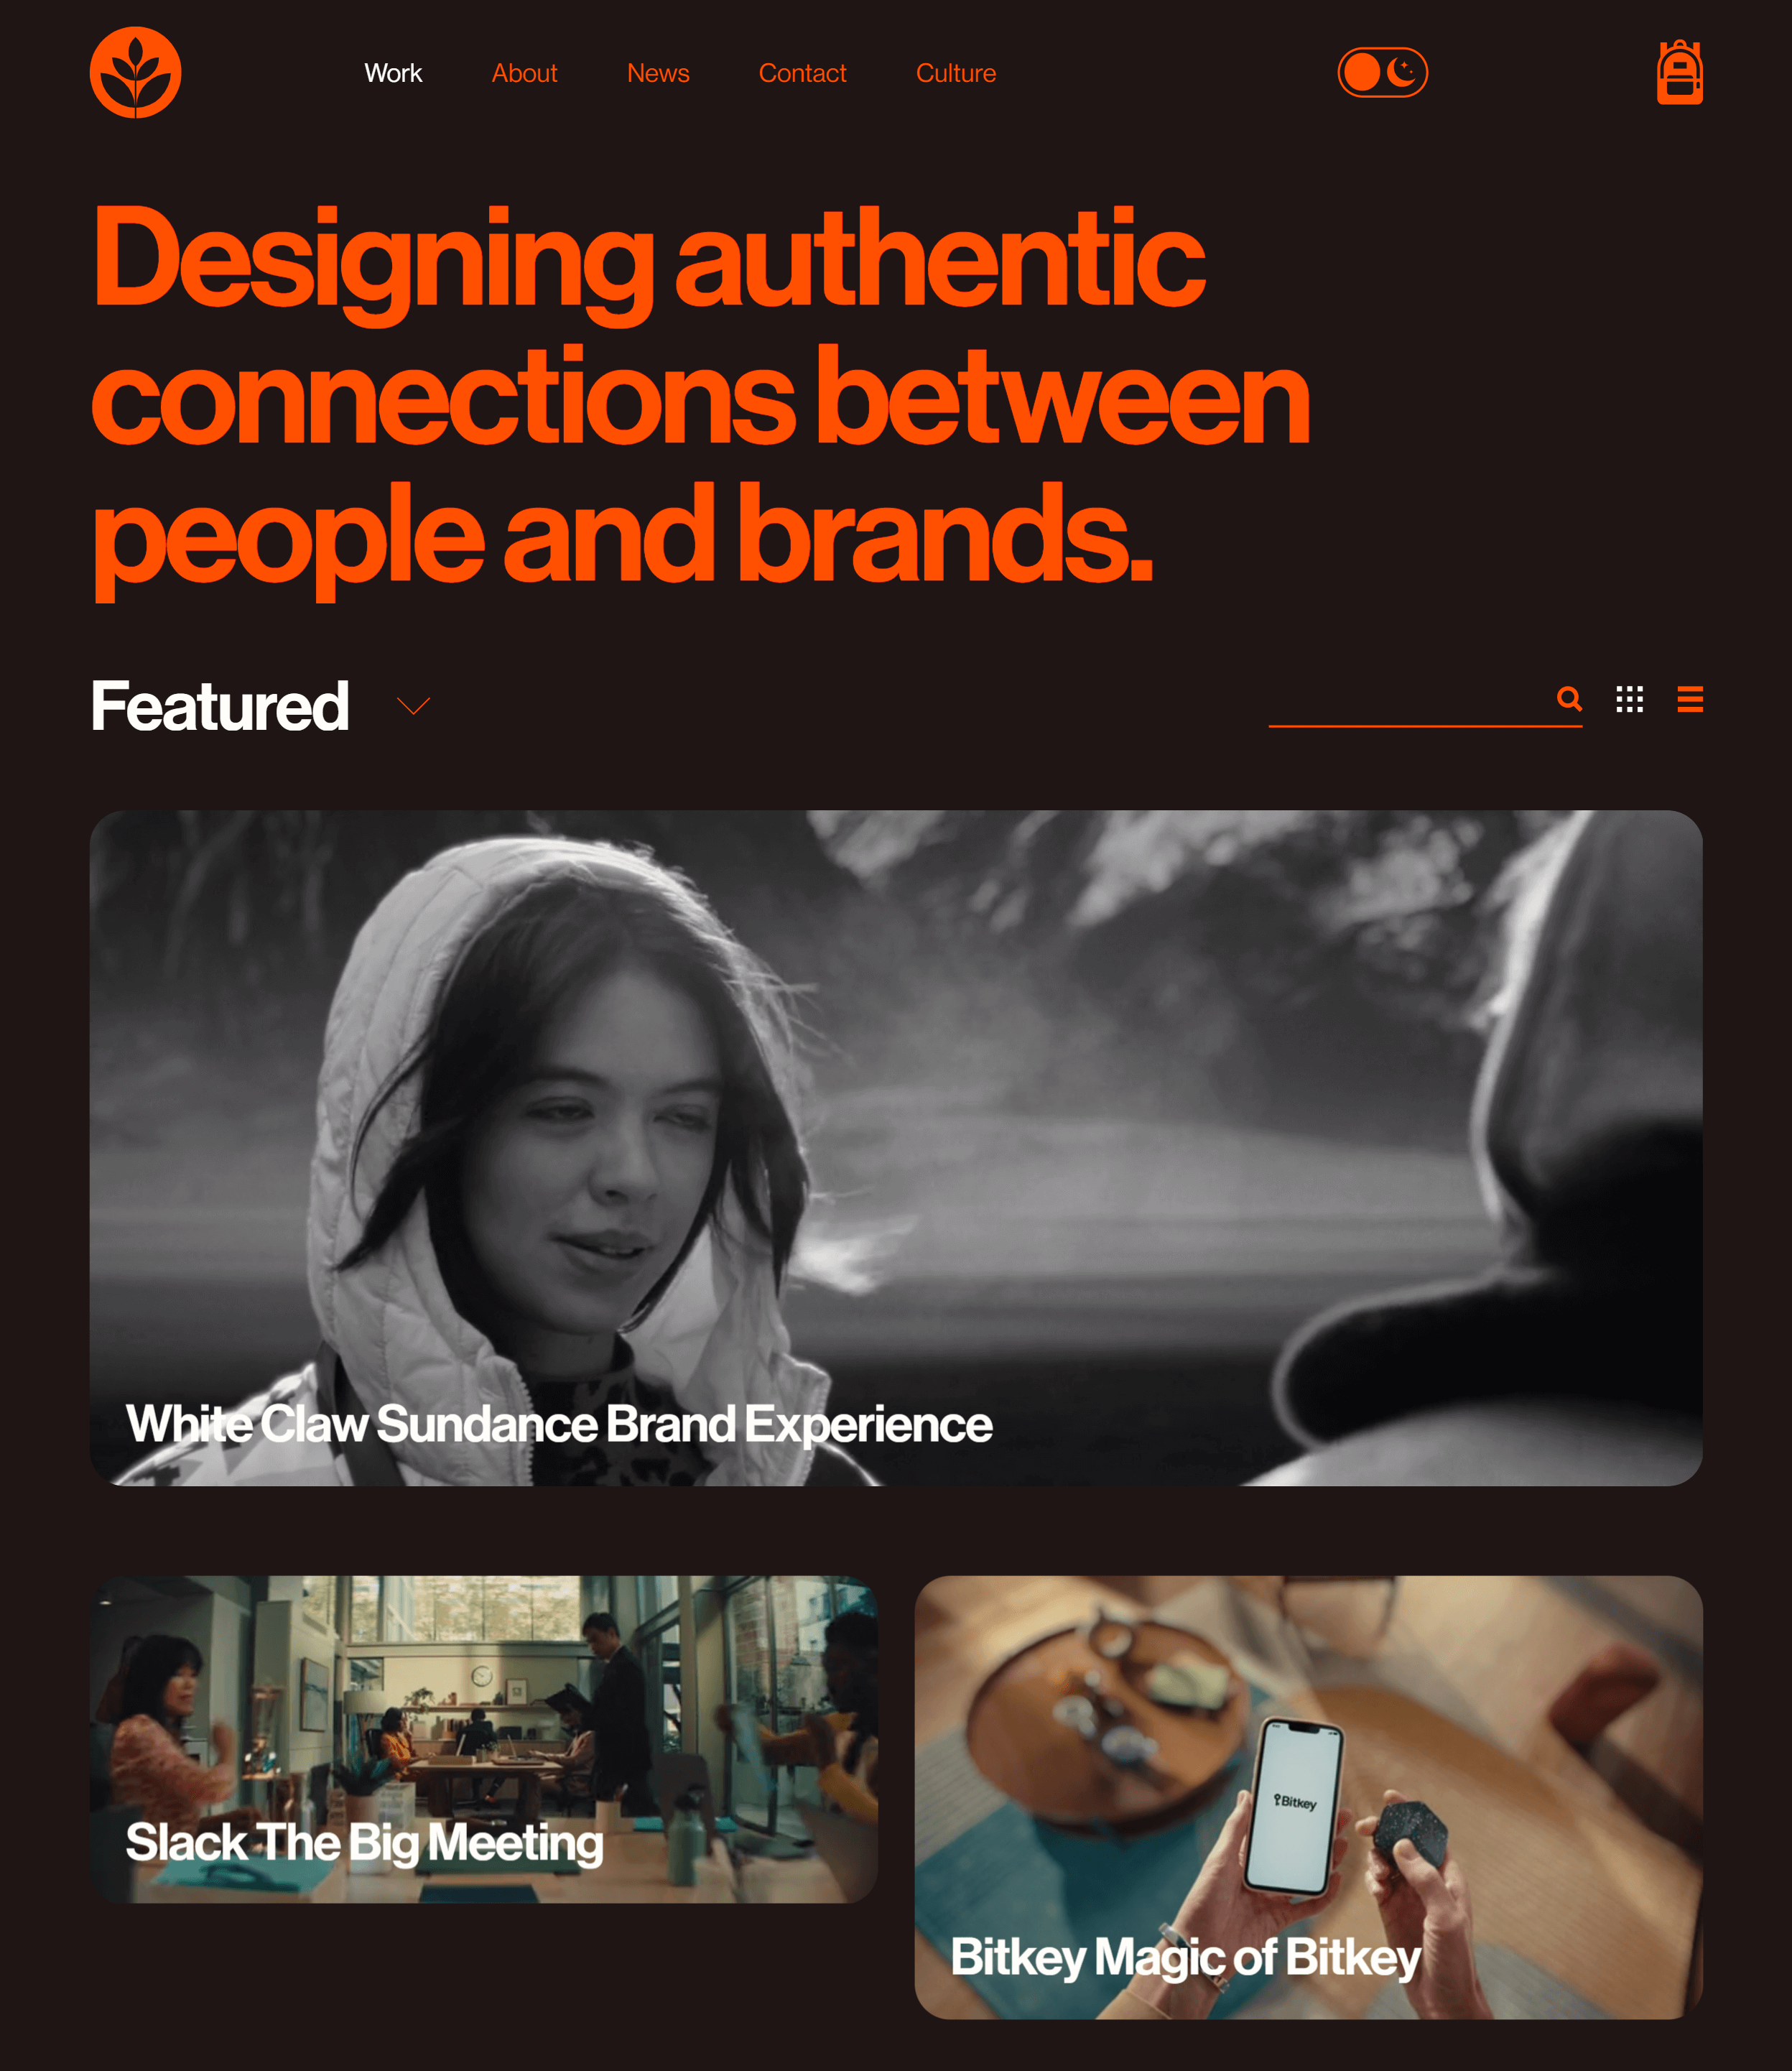 Work About News Contact Culture
Designing authentic
connections between
people and brands.
Featured
White Claw Sundance Brand Experience
Slack The Big Meeting
Bitkey
Bitkey Magic of Bitkey